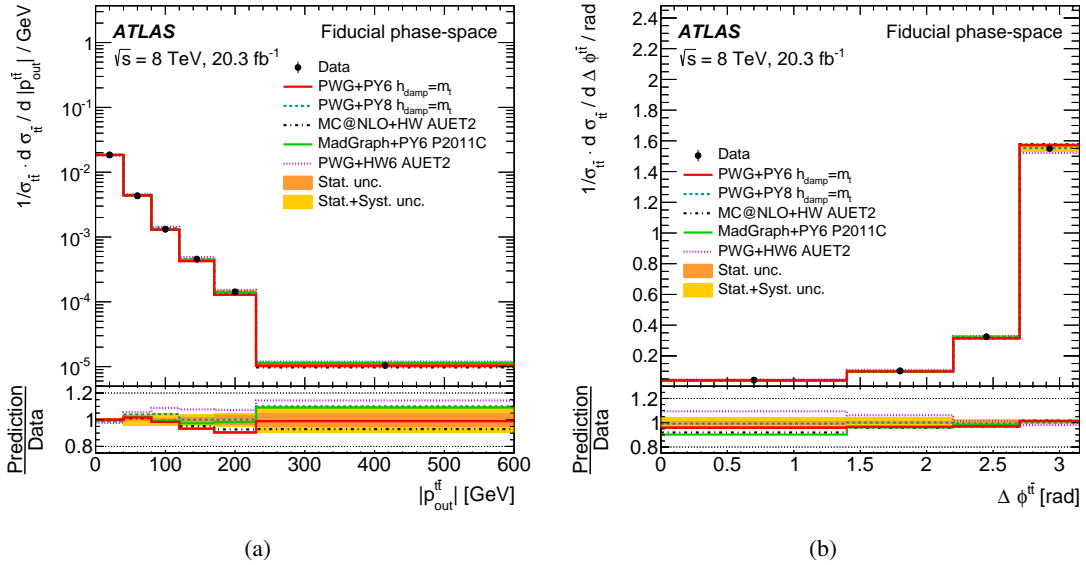 ATLAS Fiducial phase-space
√s = 8 TeV, 20.3 fb⁻¹
Data
PWG+PY6 h_damp=m_t
PWG+PY8 h_damp=m_t
MC@NLO+HW AUET2
MadGraph+PY6 P2011C
PWG+HW6 AUET2
Stat. unc.
Stat.+Syst. unc.
1/σ_tt̄ · d σ_tt̄ / d |p_out^tt̄| / GeV
1
10⁻¹
10⁻²
10⁻³
10⁻⁴
10⁻⁵
Prediction
Data
1.2
1
0.8
0 100 200 300 400 500 600
|p_out^tt̄| [GeV]
(a)
ATLAS Fiducial phase-space
√s = 8 TeV, 20.3 fb⁻¹
Data
PWG+PY6 h_damp=m_t
PWG+PY8 h_damp=m_t
MC@NLO+HW AUET2
MadGraph+PY6 P2011C
PWG+HW6 AUET2
Stat. unc.
Stat.+Syst. unc.
1/σ_tt̄ · d σ_tt̄ / d Δ ϕ^tt̄ / rad
2.4
2.2
2
1.8
1.6
1.4
1.2
1
0.8
0.6
0.4
0.2
Prediction
Data
1.2
1
0.8
0 0.5 1 1.5 2 2.5 3
Δ ϕ^tt̄ [rad]
(b)